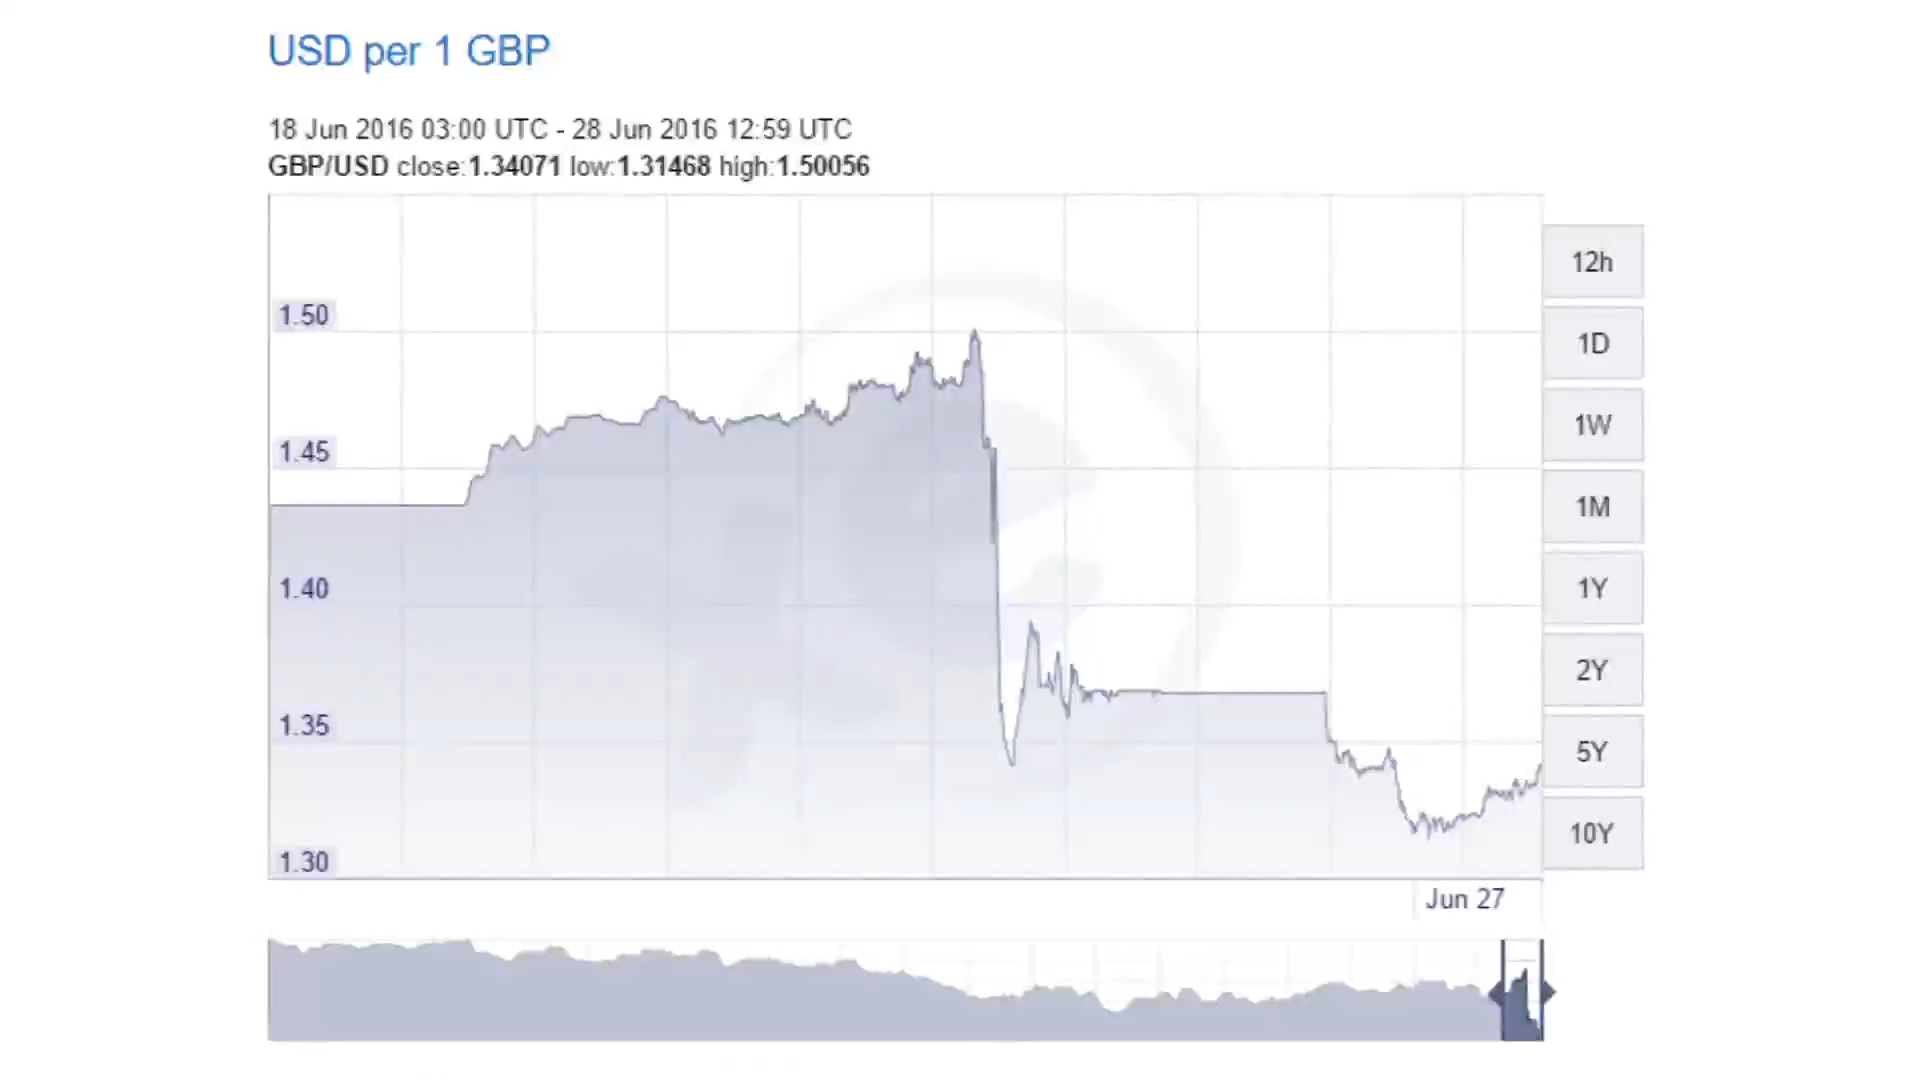 USD per 1 GBP
18 Jun 2016 03:00 UTC - 28 Jun 2016 12:59 UTC
GBP/USD close:1.34071 low:1.31468 high:1.50056
1.50
1.45
1.40
1.35
1.30
Jun 27
12h
1D
1W
1M
1Y
2Y
5Y
10Y